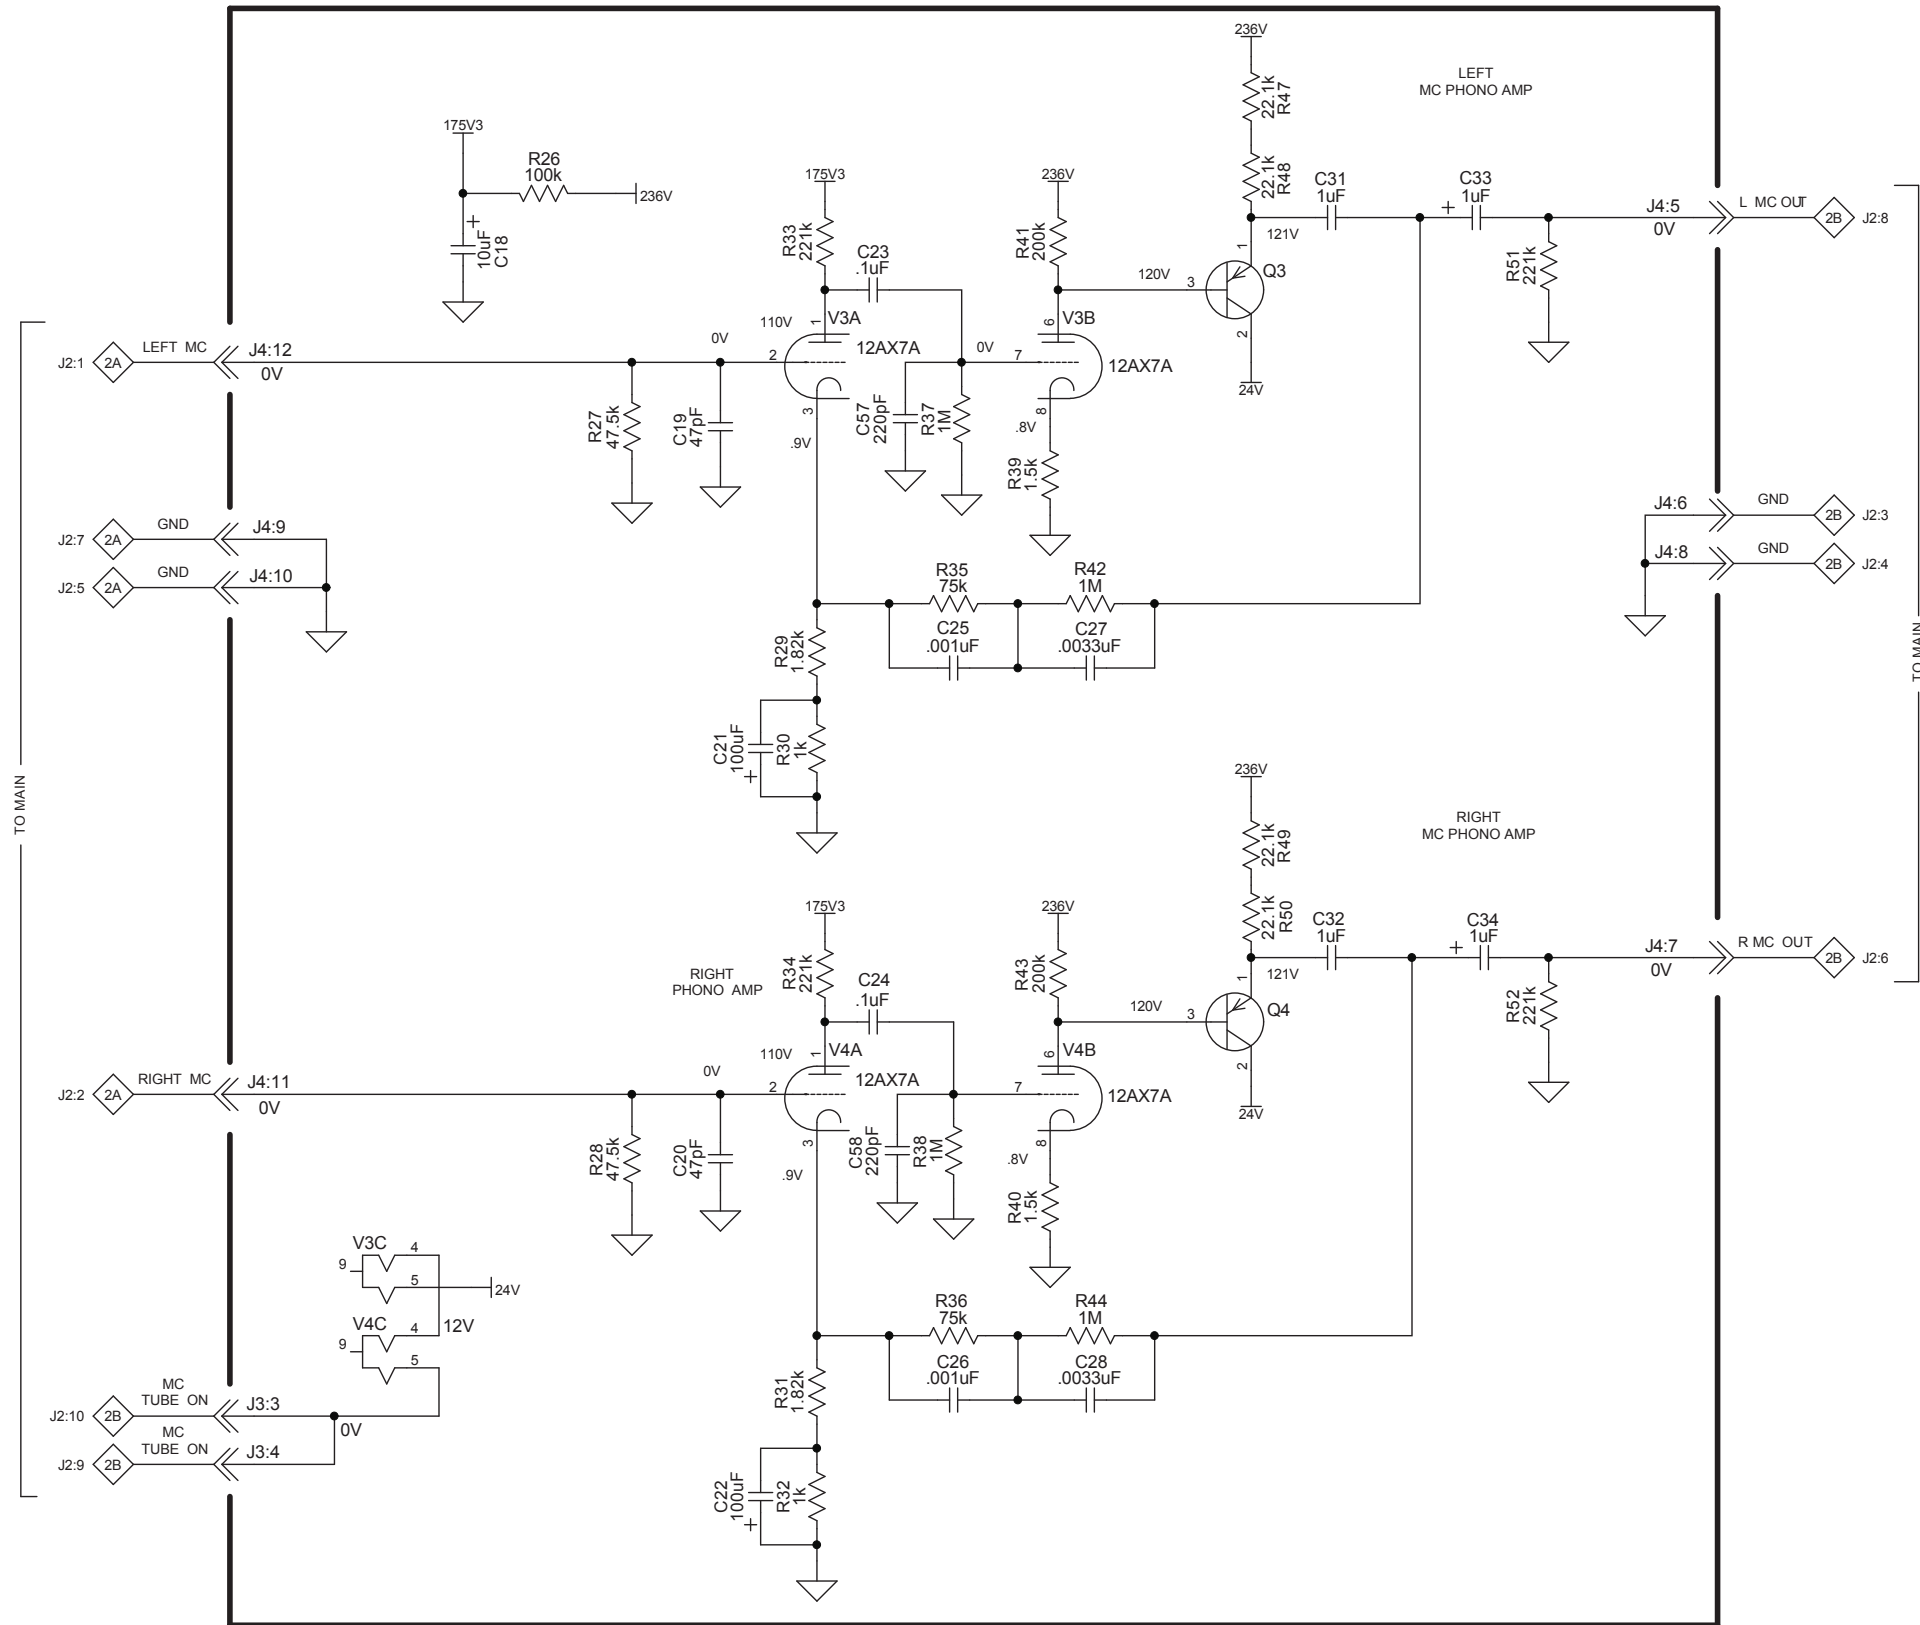 236V
22.1k
R47
LEFT
MC PHONO AMP
175V3
R26
100k
236V
10uF
C18
175V3
R33
221k
C23
.1uF
236V
R41
200k
22.1k
R48
C31
1uF
C33
1uF
+
+
121V
1
120V
3
Q3
2
24V
R51
221k
J4:5
0V
L MC OUT
2B
J2:8
J2:1
2A
LEFT MC
J4:12
0V
0V
110V
1
V3A
2
12AX7A
3
.9V
R27
47.5k
C19
47pF
C57
220pF
R37
1M
0V
6
V3B
7
12AX7A
8
.8V
R39
1.5k
J2:7
2A
GND
J4:9
J2:5
2A
GND
J4:10
J4:6
GND
2B
J2:3
J4:8
GND
2B
J2:4
TO MAIN
TO MAIN
R35
75k
R42
1M
C25
.001uF
C27
.0033uF
R29
1.82k
C21
100uF
+
R30
1k
236V
22.1k
R49
RIGHT
MC PHONO AMP
22.1k
R50
C32
1uF
C34
1uF
+
121V
1
120V
3
Q4
2
24V
R52
221k
J4:7
0V
R MC OUT
2B
J2:6
RIGHT
PHONO AMP
175V3
R34
221k
C24
.1uF
236V
R43
200k
J2:2
2A
RIGHT MC
J4:11
0V
0V
110V
1
V4A
2
12AX7A
3
.9V
R28
47.5k
C20
47pF
C58
220pF
R38
1M
6
V4B
7
12AX7A
8
.8V
R40
1.5k
V3C
9
4
5
24V
V4C
9
4
12V
5
J2:10
2B
MC
TUBE ON
J3:3
0V
J2:9
2B
MC
TUBE ON
J3:4
R36
75k
R44
1M
C26
.001uF
C28
.0033uF
R31
1.82k
C22
100uF
+
R32
1k